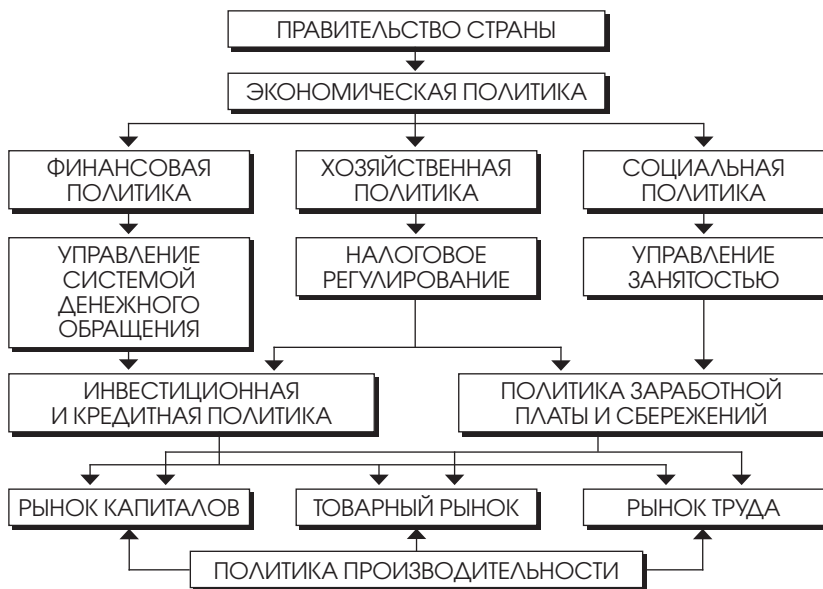 ПРАВИТЕЛЬСТВО СТРАНЫ
ЭКОНОМИЧЕСКАЯ ПОЛИТИКА
ФИНАНСОВАЯ
ПОЛИТИКА
ХОЗЯЙСТВЕННАЯ
ПОЛИТИКА
СОЦИАЛЬНАЯ
ПОЛИТИКА
УПРАВЛЕНИЕ
СИСТЕМОЙ
ДЕНЕЖНОГО
ОБРАЩЕНИЯ
НАЛОГОВОЕ
РЕГУЛИРОВАНИЕ
УПРАВЛЕНИЕ
ЗАНЯТОСТЬЮ
ИНВЕСТИЦИОННАЯ
И КРЕДИТНАЯ ПОЛИТИКА
ПОЛИТИКА ЗАРАБОТНОЙ
ПЛАТЫ И СБЕРЕЖЕНИЙ
РЫНОК КАПИТАЛОВ
ТОВАРНЫЙ РЫНОК
РЫНОК ТРУДА
ПОЛИТИКА ПРОИЗВОДИТЕЛЬНОСТИ